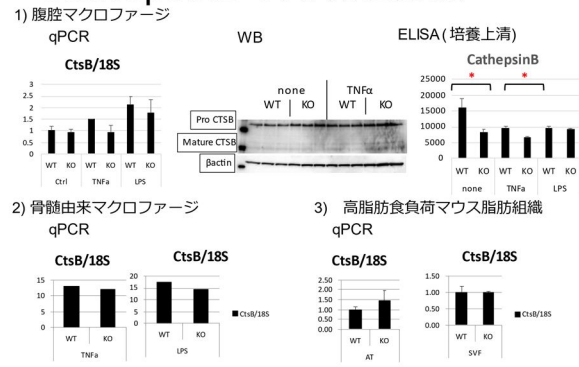 1) 腹腔マクロファージ
qPCR
WB
ELISA ( 培養上清)
CtsB/18S
3
2.5
2
1.5
1
0.5
0
WT KO WT KO WT KO
Ctrl TNFa LPS
none TNFα
WT KO WT KO
Pro CTSB
Mature CTSB
βactin
CathepsinB
* *
25000
20000
15000
10000
5000
0
WT KO WT KO WT KO
none TNFa LPS
2) 骨髄由来マクロファージ
qPCR
CtsB/18S
15
10
5
0
WT KO
TNFa
CtsB/18S
20
15
10
5
0
WT KO
LPS
CtsB/18S
3) 高脂肪食負荷マウス脂肪組織
qPCR
CtsB/18S
2.50
2.00
1.50
1.00
0.50
0.00
WT KO
AT
CtsB/18S
1.50
1.00
0.50
0.00
WT KO
SVF
CtsB/18S